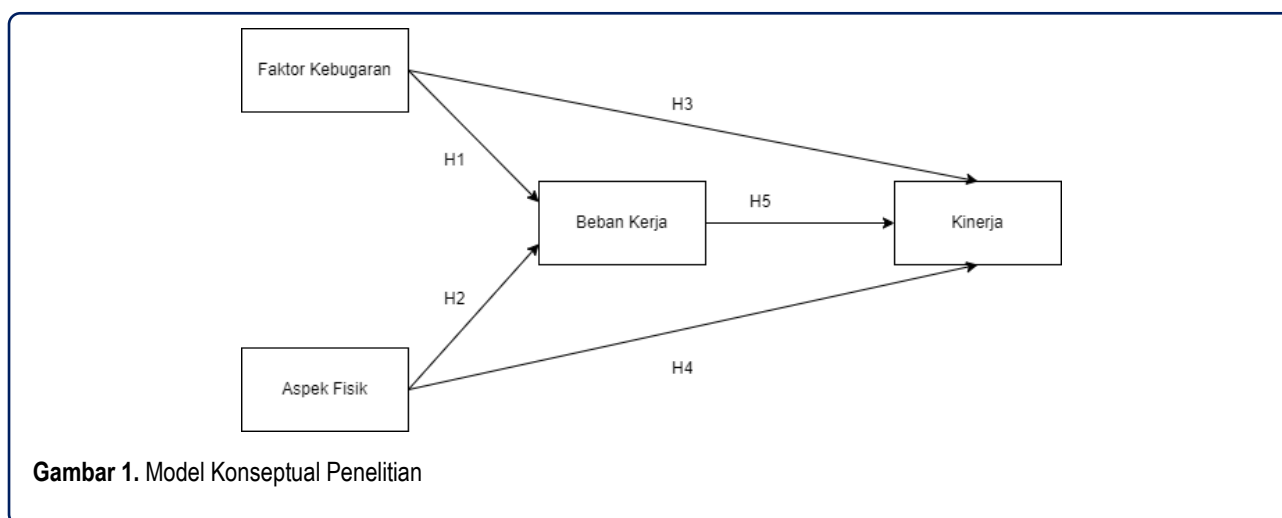 Faktor Kebugaran
H3
H1
Beban Kerja
H5
Kinerja
H2
H4
Aspek Fisik
Gambar 1. Model Konseptual Penelitian